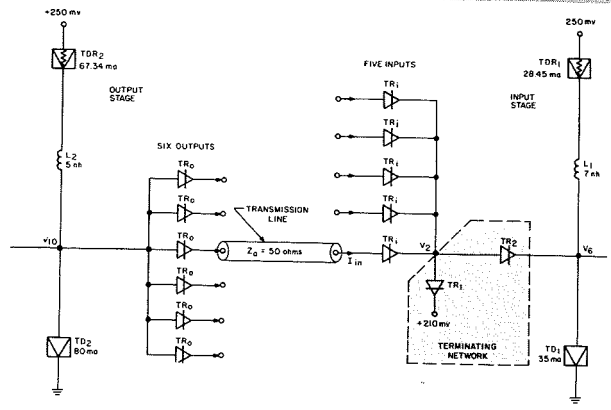 +250 mv
TDR2
67.34 ma
OUTPUT
STAGE
L2
5 nh
V10
TD2
80 ma
SIX OUTPUTS
TRo
TRo
TRo
TRo
TRo
TRo
TRANSMISSION
LINE
Zo = 50 ohms
Iin
FIVE INPUTS
TRi
TRi
TRi
TRi
TRi
V2
TR1
+210 mv
TR2
TERMINATING
NETWORK
250 mv
TDR1
28.45 ma
INPUT
STAGE
L1
7 nh
V6
TD1
35 ma